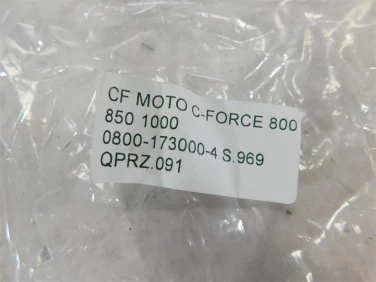 CF MOTO C-FORCE 800
850 1000
0800-173000-4 S.969
QPRZ.091